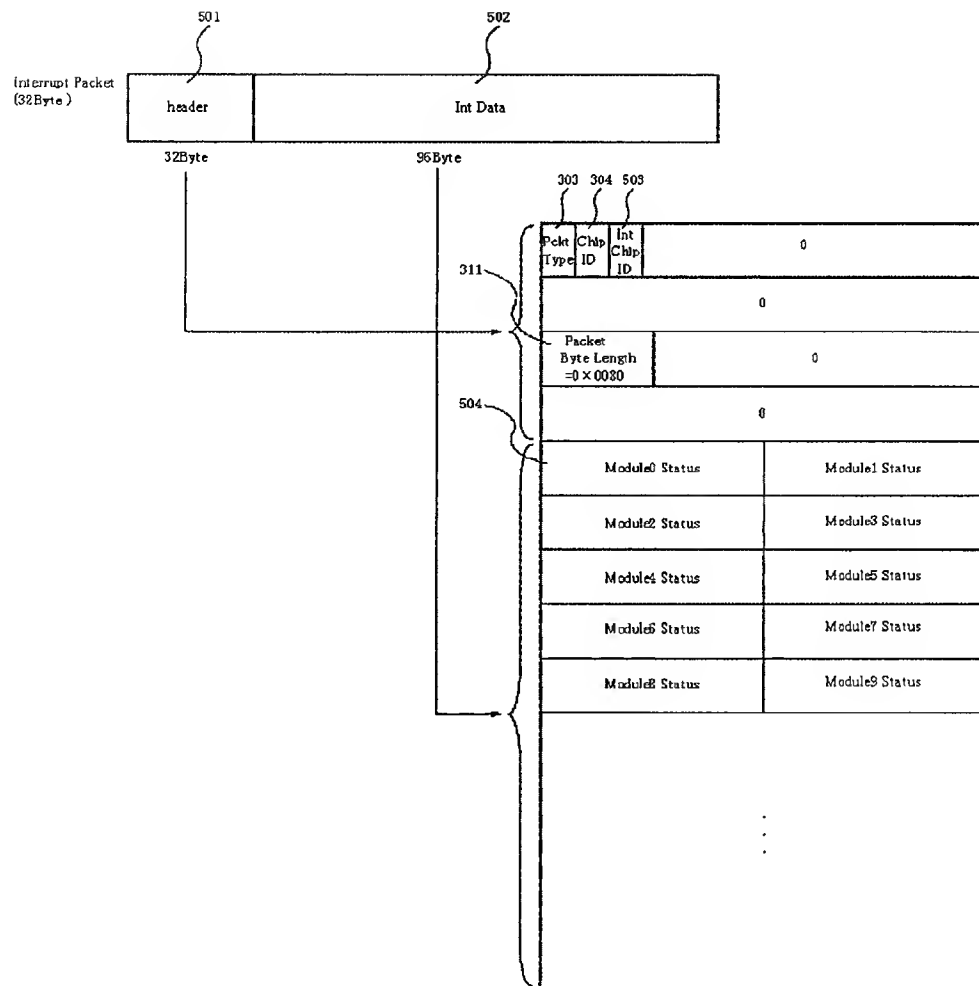 501
502
Interrupt Packet
(32Byte )
header
Int Data
32Byte
96Byte
303
304
503
Pckt
Type
Chip
ID
Int
Chip
ID
0
311
0
Packet
Byte Length
=0×0080
0
504
0
Module0 Status
Module1 Status
Module2 Status
Module3 Status
Module4 Status
Module5 Status
Module6 Status
Module7 Status
Module8 Status
Module9 Status